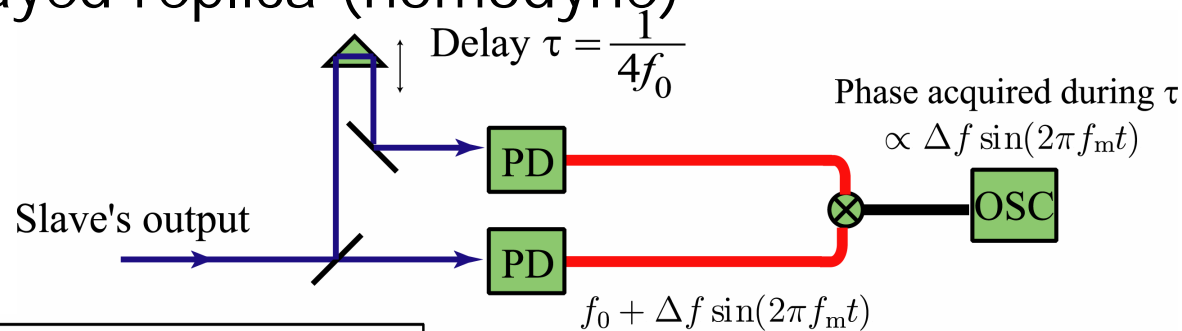 Delay τ = 1/4f₀
Phase acquired during τ
∝ Δf sin(2πfₘt)
PD
OSC
Slave's output
PD
f₀ + Δf sin(2πfₘt)